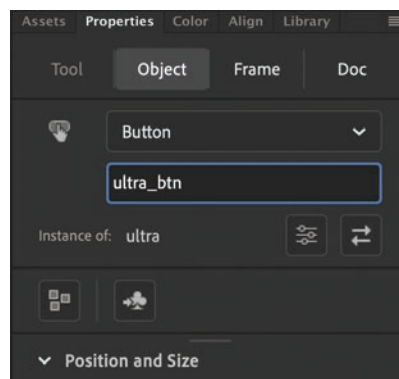 Assets Properties Color Align Library
Tool Object Frame Doc
Button
ultra_btn
Instance of: ultra
Position and Size